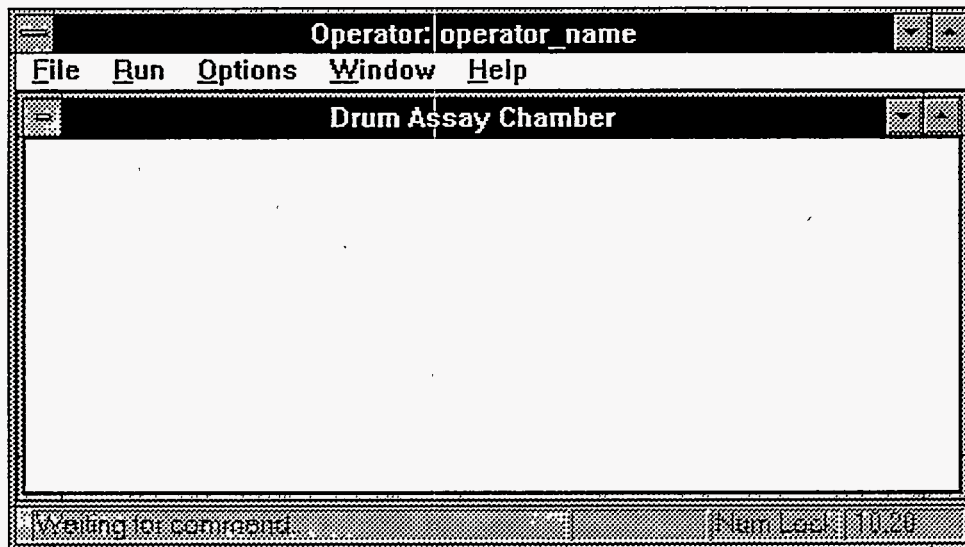 Operator: operator_name
File Run Options Window Help
Drum Assay Chamber
Waiting for command Num Lock 10:20